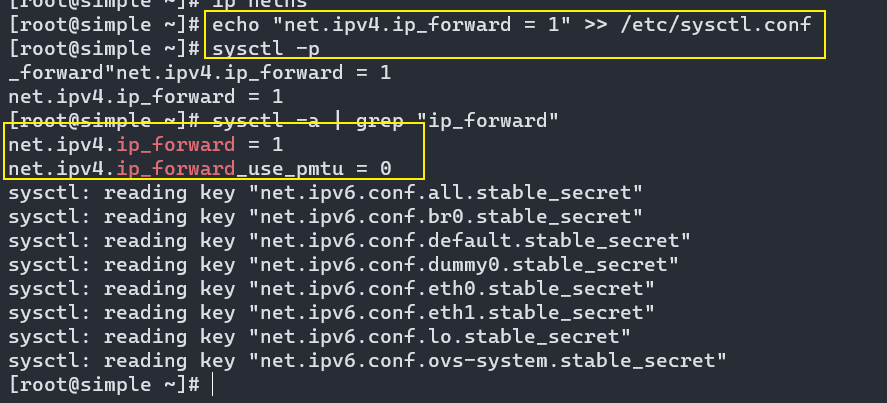 [root@simple ~]# ip netns
[root@simple ~]# echo "net.ipv4.ip_forward = 1" >> /etc/sysctl.conf
[root@simple ~]# sysctl -p
_forward"net.ipv4.ip_forward = 1
net.ipv4.ip_forward = 1
[root@simple ~]# sysctl -a | grep "ip_forward"
net.ipv4.ip_forward = 1
net.ipv4.ip_forward_use_pmtu = 0
sysctl: reading key "net.ipv6.conf.all.stable_secret"
sysctl: reading key "net.ipv6.conf.br0.stable_secret"
sysctl: reading key "net.ipv6.conf.default.stable_secret"
sysctl: reading key "net.ipv6.conf.dummy0.stable_secret"
sysctl: reading key "net.ipv6.conf.eth0.stable_secret"
sysctl: reading key "net.ipv6.conf.eth1.stable_secret"
sysctl: reading key "net.ipv6.conf.lo.stable_secret"
sysctl: reading key "net.ipv6.conf.ovs-system.stable_secret"
[root@simple ~]#